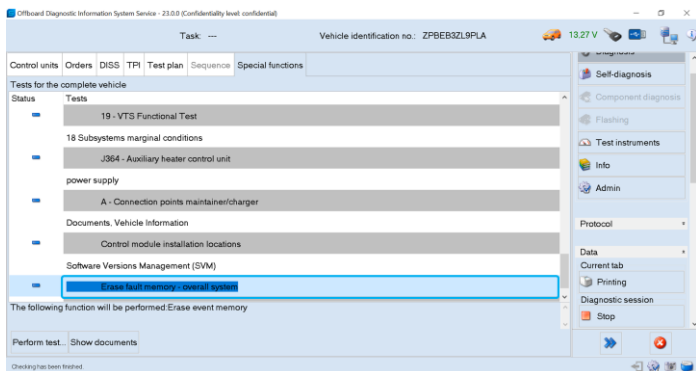 Offboard Diagnostic Information System Service - 23.0.0 (Confidentiality level: confidential)
Task: ---
Vehicle identification no.: ZPBEB3ZL9PLA
13.27 V
Control units Orders DISS TPI Test plan Sequence Special functions
Tests for the complete vehicle
Status Tests
19 - VTS Functional Test
18 Subsystems marginal conditions
J364 - Auxiliary heater control unit
power supply
A - Connection points maintainer/charger
Documents, Vehicle Information
Control module installation locations
Software Versions Management (SVM)
Erase fault memory - overall system
The following function will be performed:Erase event memory
Perform test... Show documents
Checking has been finished.
Diagnosis
Self-diagnosis
Component diagnosis
Flashing
Test instruments
Info
Admin
Protocol
Data
Current tab
Printing
Diagnostic session
Stop